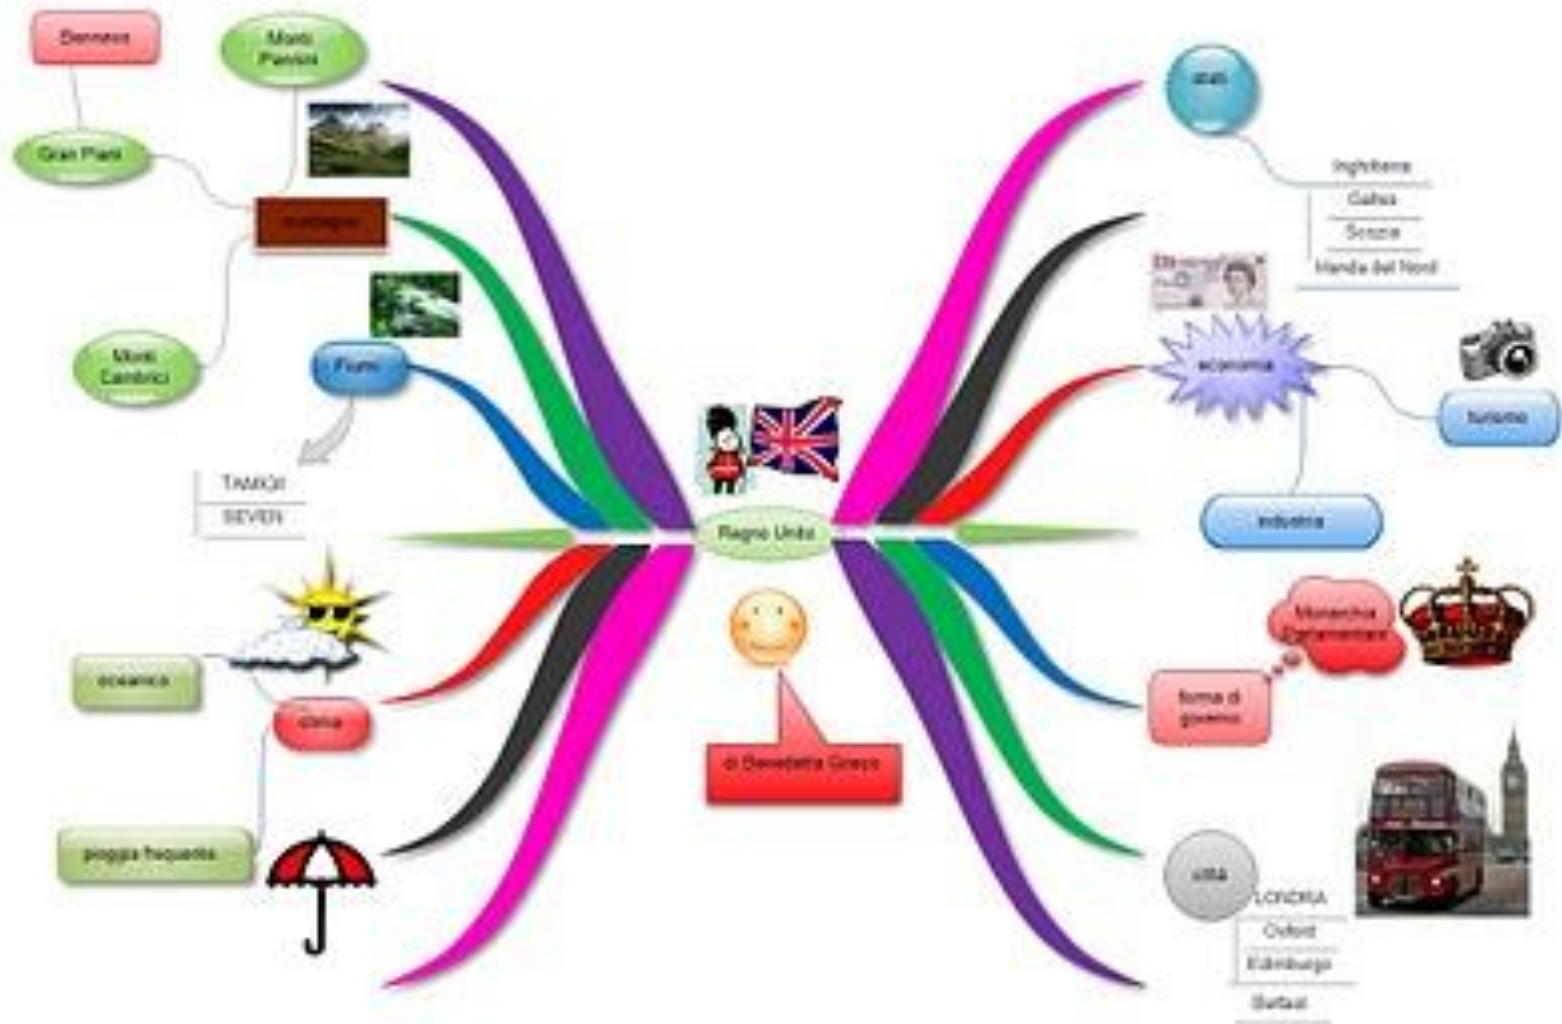 Monti
Pennini
Gran Piani
montagne
Monti
Cambrici
Fiumi
TAMIGI
SEVEN
oceanico
clima
pioggia frequente
Regno Unito
di Benedetta Greco
stati
Inghilterra
Galles
Scozia
Irlanda del Nord
economia
turismo
industria
Monarchia
Parlamentare
forma di
governo
città
LONDRA
Oxford
Edimburgo
Belfast